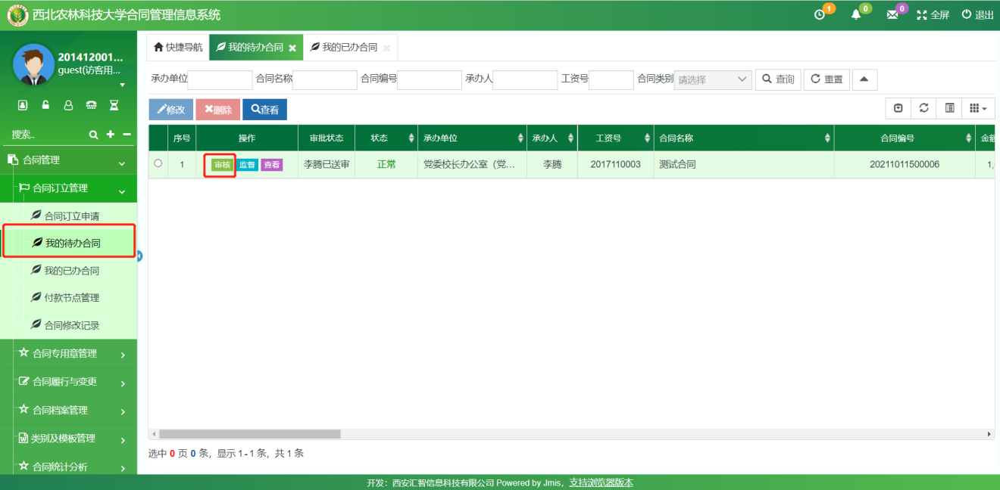 西北农林科技大学合同管理信息系统
1 0 0 全屏 退出
201412001...
guest(访客用...
搜索..
合同管理
合同订立管理
合同订立申请
我的待办合同
我的已办合同
付款节点管理
合同修改记录
合同专用章管理
合同履行与变更
合同档案管理
类别及模板管理
合同统计分析
快捷导航 我的待办合同 我的已办合同
承办单位 合同名称 合同编号 承办人 工资号 合同类别 请选择 查询 重置
修改 删除 查看
序号 操作 审批状态 状态 承办单位 承办人 工资号 合同名称 合同编号 金额
1 审核 监督 查看 李腾已送审 正常 党委校长办公室（党... 李腾 2017110003 测试合同 20211011500006 1,
选中 0 页 0 条，显示 1 - 1 条，共 1 条
开发：西安汇智信息科技有限公司 Powered by Jmis，支持浏览器版本